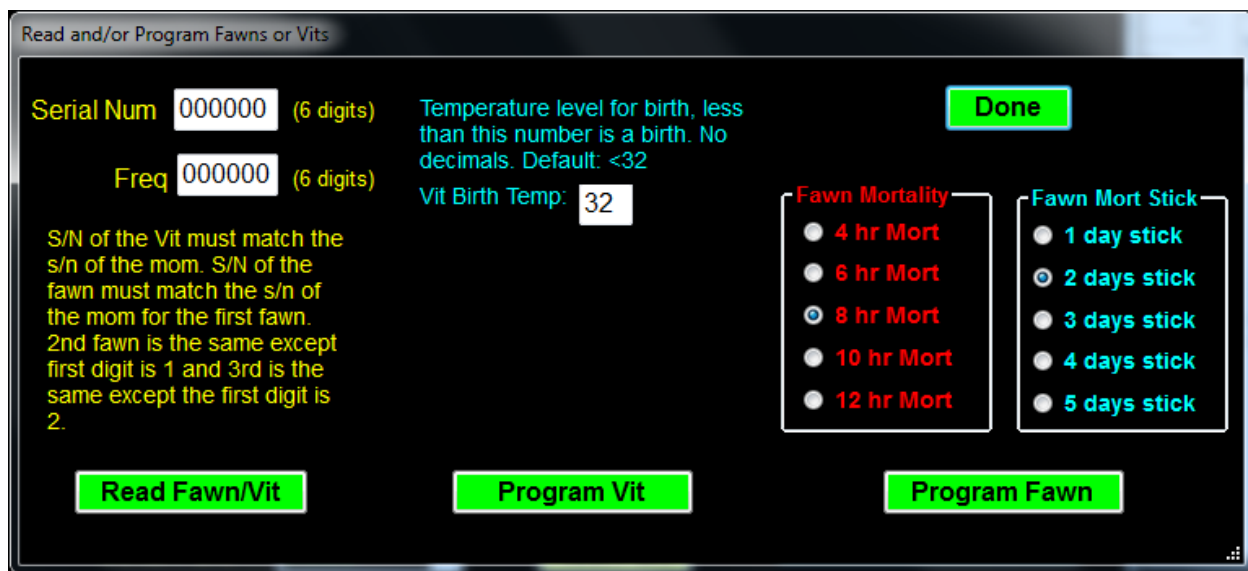 Read and/or Program Fawns or Vits
Serial Num 000000 (6 digits)
Freq 000000 (6 digits)
S/N of the Vit must match the
s/n of the mom. S/N of the
fawn must match the s/n of
the mom for the first fawn.
2nd fawn is the same except
first digit is 1 and 3rd is the
same except the first digit is
2.
Temperature level for birth, less
than this number is a birth. No
decimals. Default: <32
Vit Birth Temp: 32
Done
Fawn Mortality
4 hr Mort
6 hr Mort
8 hr Mort
10 hr Mort
12 hr Mort
Fawn Mort Stick
1 day stick
2 days stick
3 days stick
4 days stick
5 days stick
Read Fawn/Vit
Program Vit
Program Fawn